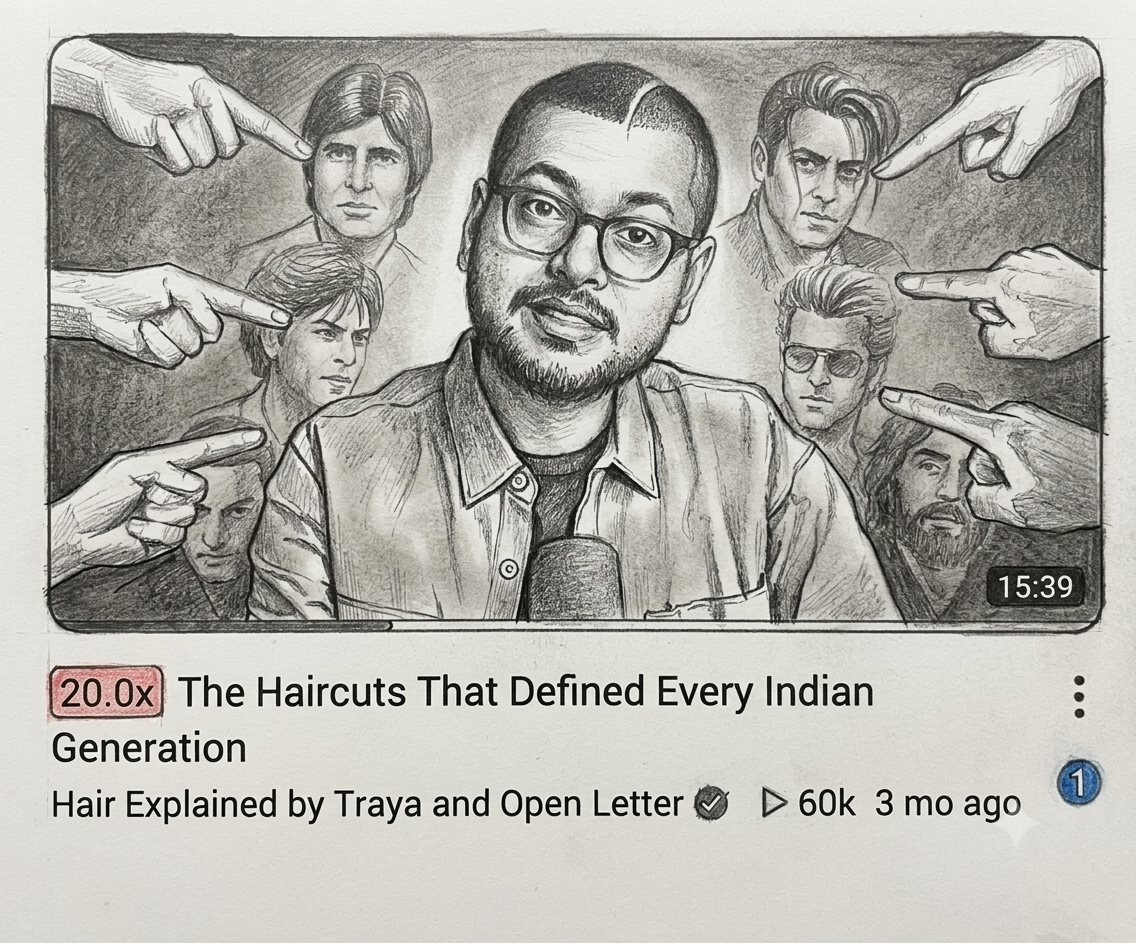 15:39
20.0x The Haircuts That Defined Every Indian
Generation
Hair Explained by Traya and Open Letter 60k 3 mo ago
1